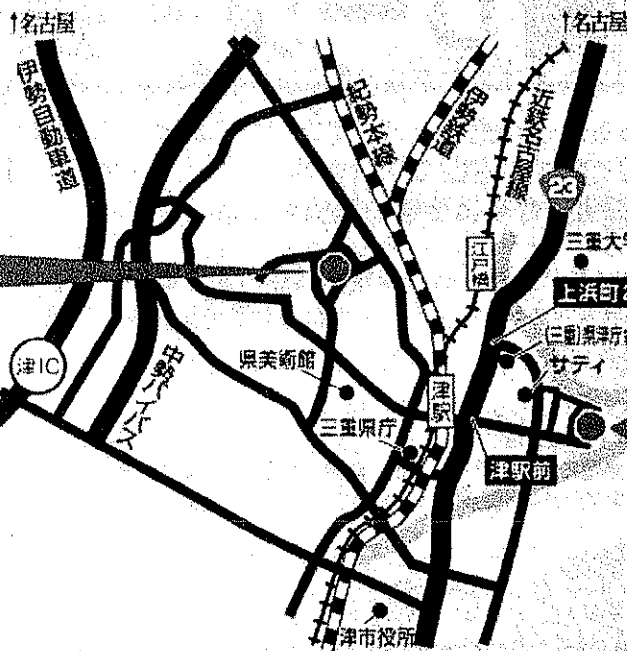 ↑名古屋
↑名古屋
伊勢自動車道
紀勢本線
伊勢鉄道
近鉄名古屋線
23
江戸橋
三重大学
上浜町
サティ
津IC
中勢バイパス
県美術館
津駅
三重県庁
津駅前
津市役所